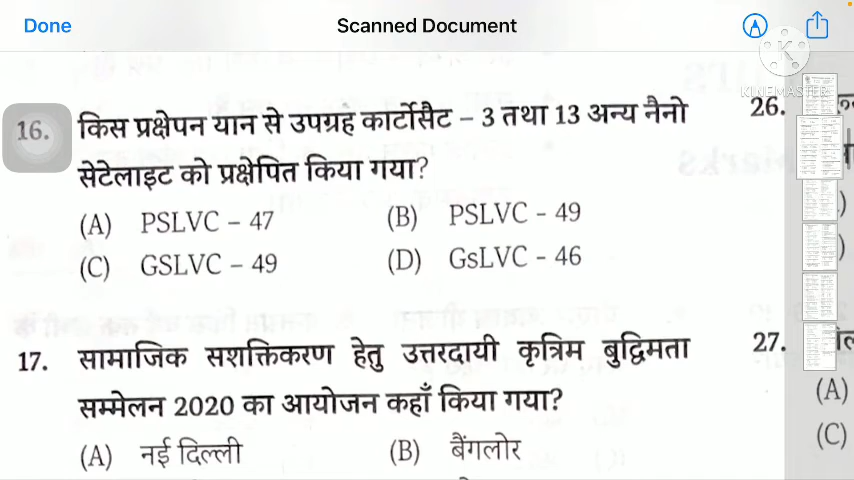 Done
Scanned Document
KINEMASTER
16. किस प्रक्षेपन यान से उपग्रह कार्टोसैट – 3 तथा 13 अन्य नैनो
सेटेलाइट को प्रक्षेपित किया गया?
(A) PSLVC – 47 (B) PSLVC - 49
(C) GSLVC – 49 (D) GsLVC - 46
17. सामाजिक सशक्तिकरण हेतु उत्तरदायी कृत्रिम बुद्धिमता
सम्मेलन 2020 का आयोजन कहाँ किया गया?
(A) नई दिल्ली (B) बैंगलोर
26.
27.
(A)
(C)